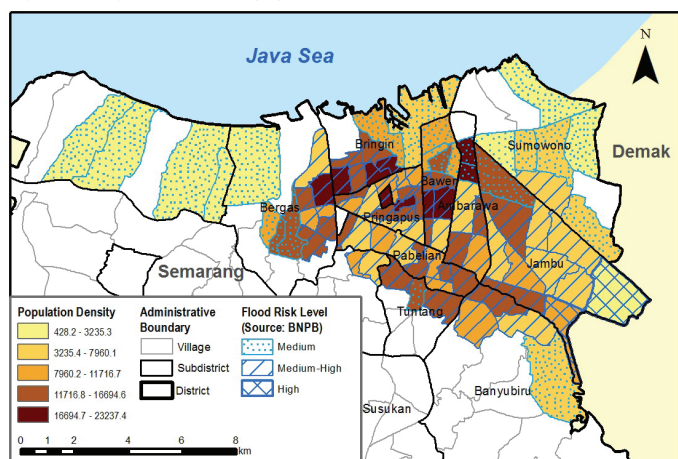 Java Sea
N
Bringin
Sumowono
Demak
Bawen
Bergas
Ambarawa
Pringapus
Pabelian
Semarang
Jambu
Tuntang
Banyubiru
Susukan
Population Density
428.2 - 3235.3
3235.4 - 7960.1
7960.2 - 11716.7
11716.8 - 16694.6
16694.7 - 23237.4
Administrative
Boundary
Village
Subdistrict
District
Flood Risk Level
(Source: BNPB)
Medium
Medium-High
High
0 1 2 4 6 8
km